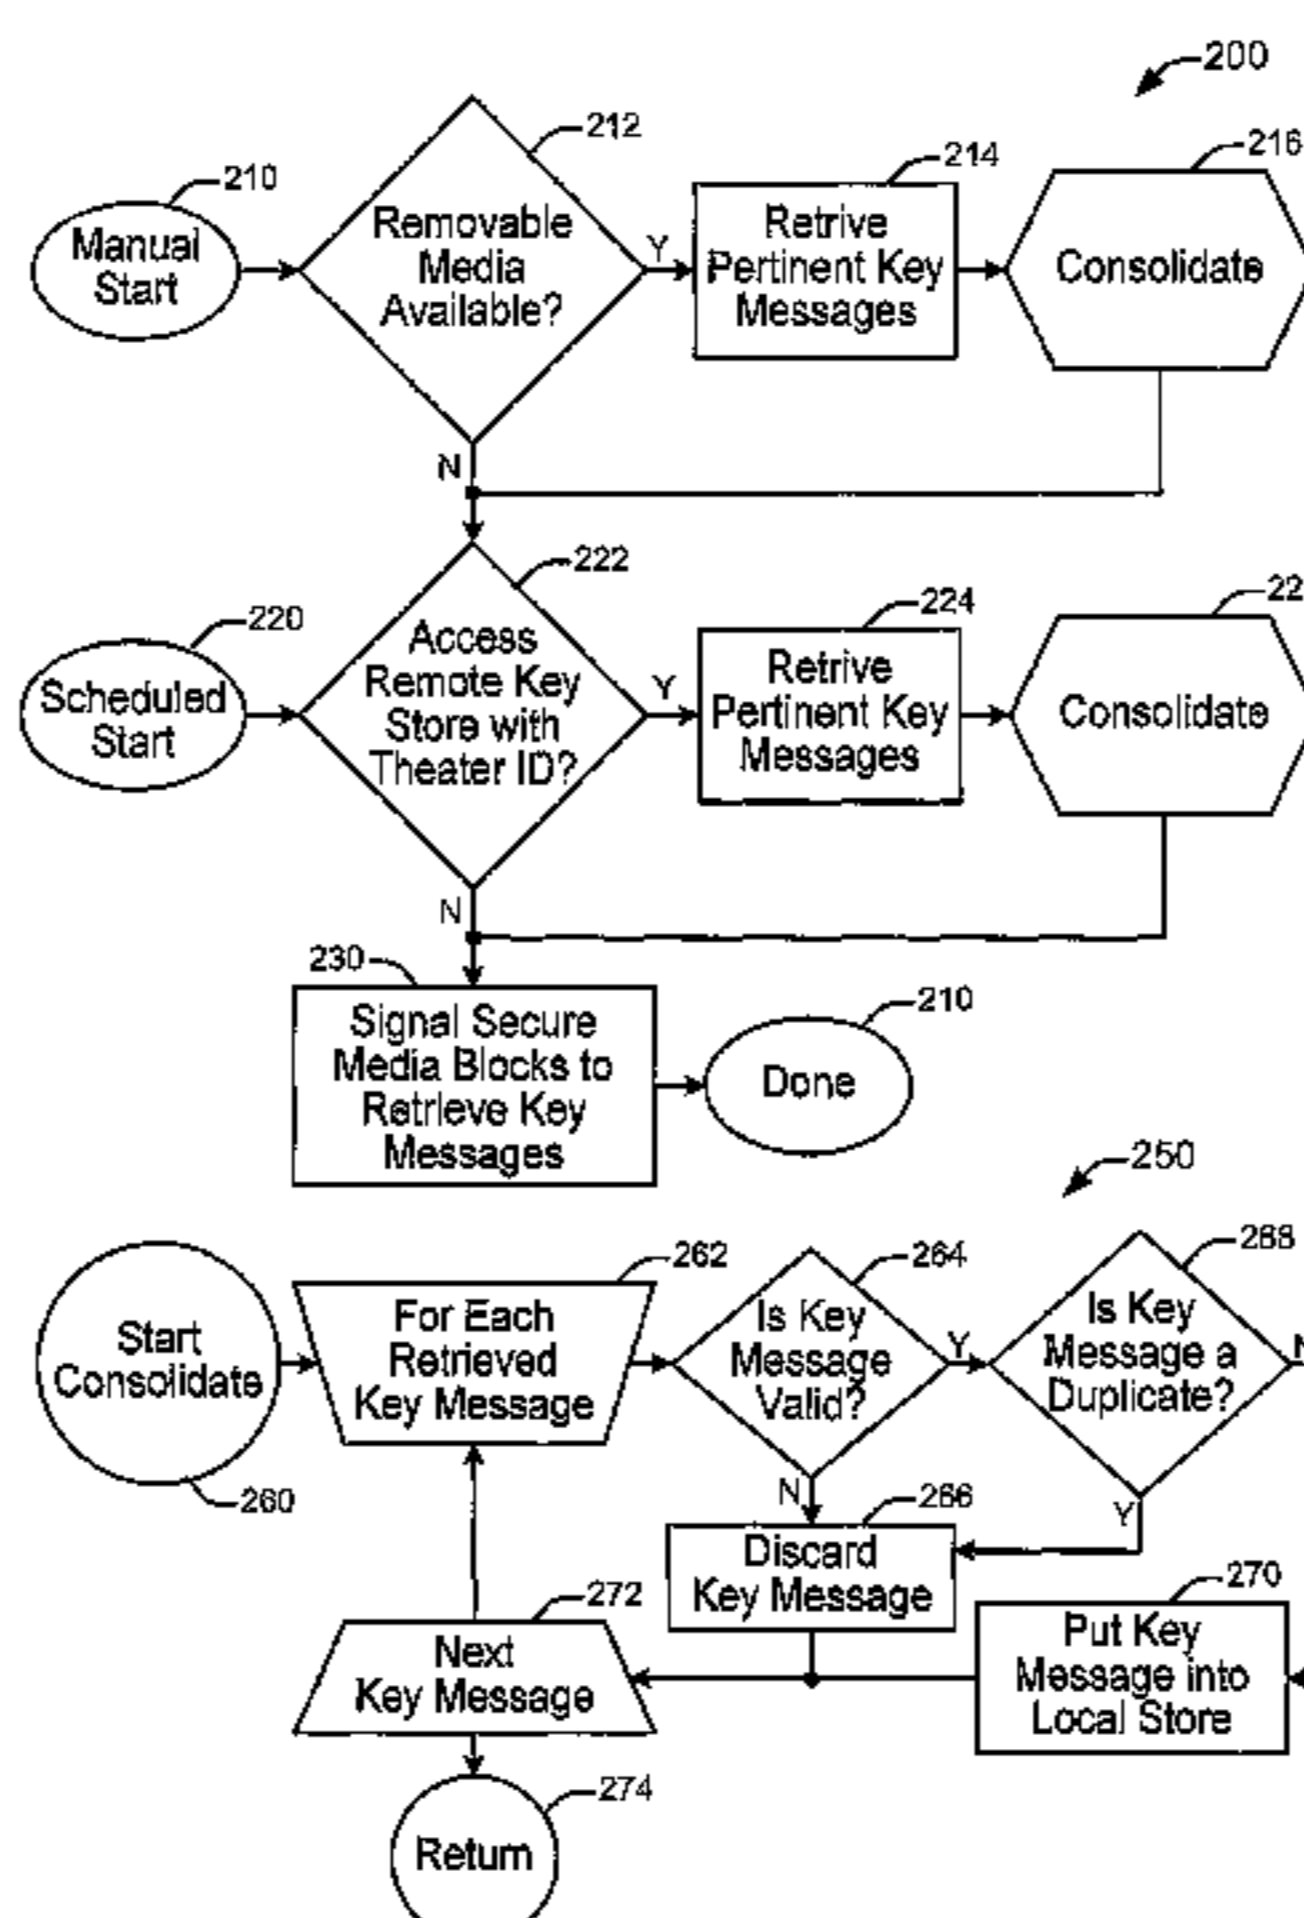 200
210
Manual
Start
212
Removable
Media
Available?
Y
N
214
Retrive
Pertinent Key
Messages
216
Consolidate
220
Scheduled
Start
222
Access
Remote Key
Store with
Theater ID?
Y
N
224
Retrive
Pertinent Key
Messages
22
Consolidate
230
Signal Secure
Media Blocks to
Retrieve Key
Messages
210
Done
250
Start
Consolidate
260
262
For Each
Retrieved
Key Message
264
Is Key
Message
Valid?
Y
N
268
Is Key
Message a
Duplicate?
N
Y
266
Discard
Key Message
270
Put Key
Message into
Local Store
272
Next
Key Message
274
Return